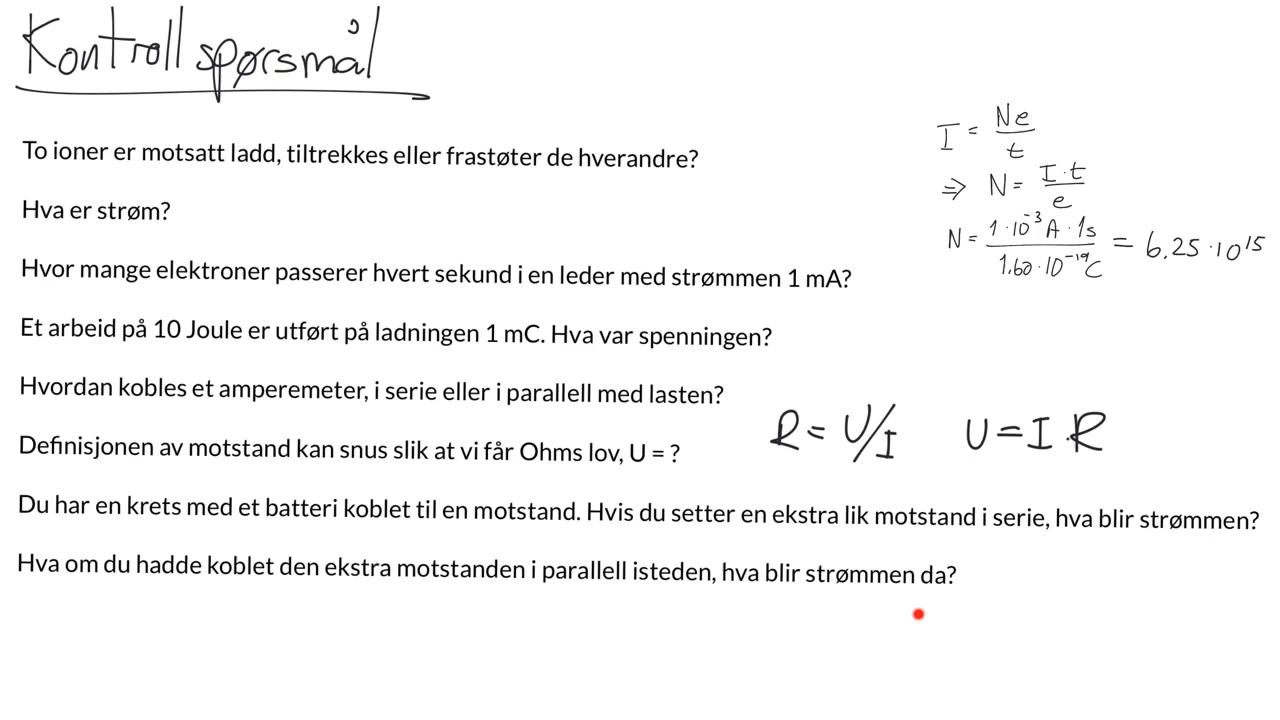 Kontrollspørsmål
To ioner er motsatt ladd, tiltrekkes eller frastøter de hverandre?
Hva er strøm?
Hvor mange elektroner passerer hvert sekund i en leder med strømmen 1 mA?
Et arbeid på 10 Joule er utført på ladningen 1 mC. Hva var spenningen?
Hvordan kobles et amperemeter, i serie eller i parallell med lasten?
Definisjonen av motstand kan snus slik at vi får Ohms lov, U = ?
R = U/I U = I·R
Du har en krets med et batteri koblet til en motstand. Hvis du setter en ekstra lik motstand i serie, hva blir strømmen?
Hva om du hadde koblet den ekstra motstanden i parallell isteden, hva blir strømmen da?
I = Ne/t
⇒ N = I·t/e
N = 1·10⁻³A·1s/1.60·10⁻¹⁹C = 6.25·10¹⁵